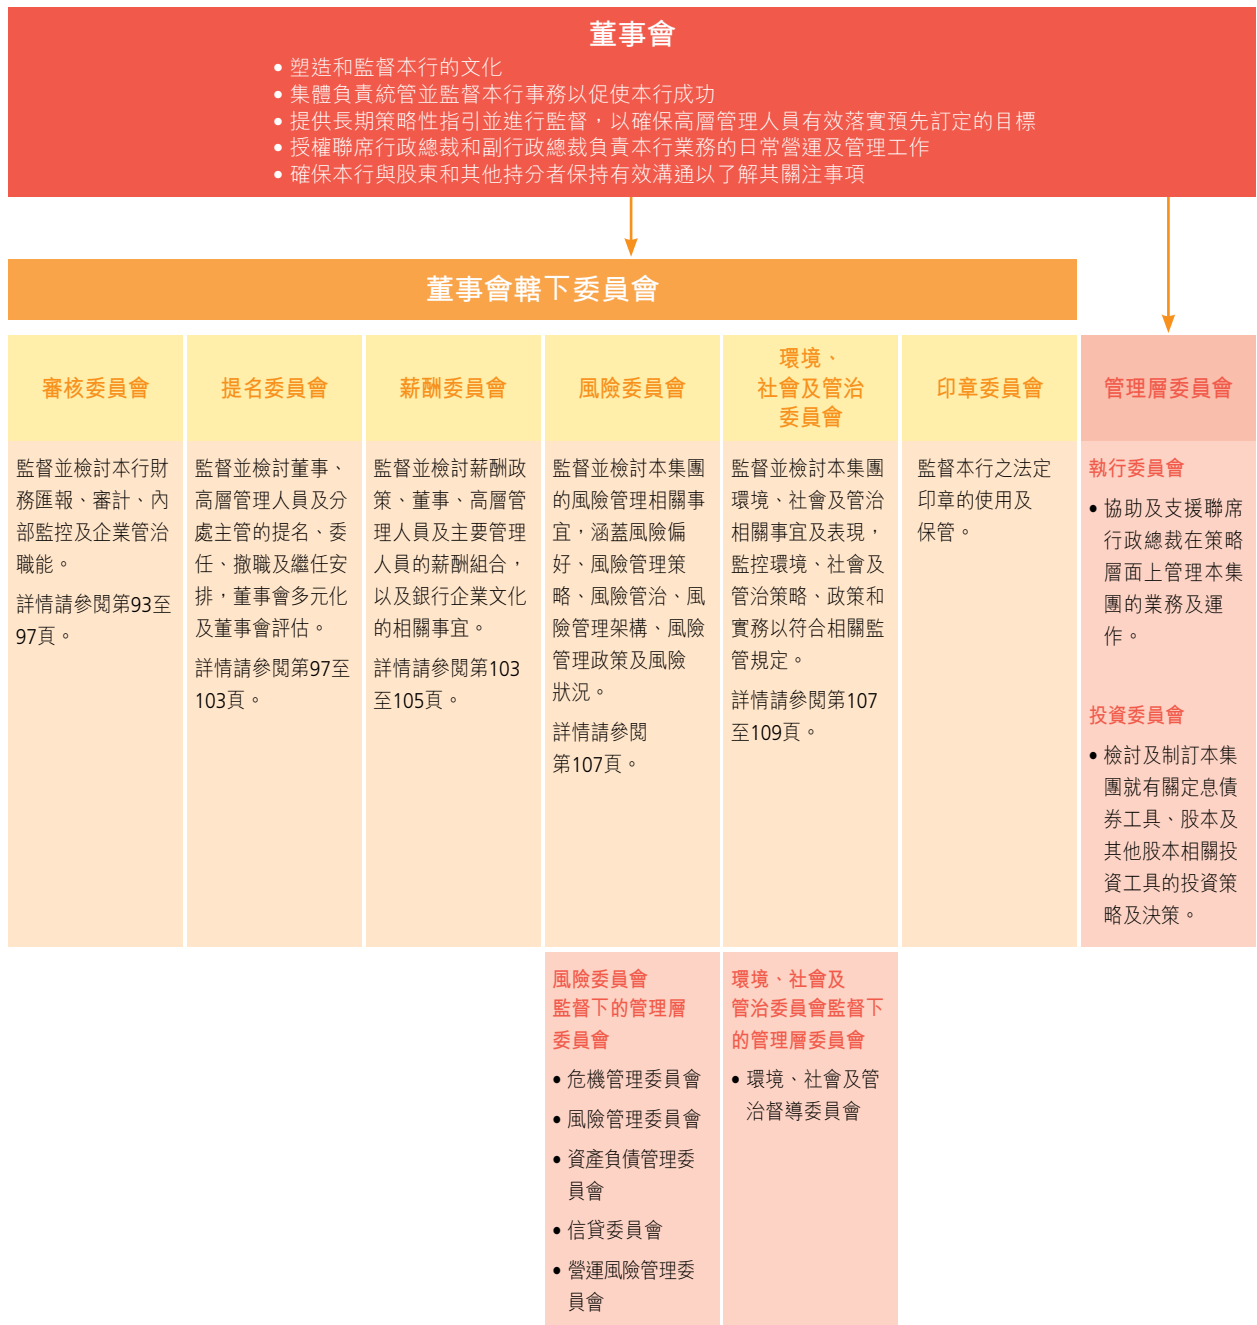 董事會
• 塑造和監督本行的文化
• 集體負責統管並監督本行事務以促使本行成功
• 提供長期策略性指引並進行監督，以確保高層管理人員有效落實預先訂定的目標
• 授權聯席行政總裁和副行政總裁負責本行業務的日常營運及管理工作
• 確保本行與股東和其他持分者保持有效溝通以了解其關注事項
董事會轄下委員會
審核委員會
監督並檢討本行財
務匯報、審計、內
部監控及企業管治
職能。
詳情請參閱第93至
97頁。
提名委員會
監督並檢討董事、
高層管理人員及分
處主管的提名、委
任、撤職及繼任安
排，董事會多元化
及董事會評估。
詳情請參閱第97至
103頁。
薪酬委員會
監督並檢討薪酬政
策、董事、高層管
理人員及主要管理
人員的薪酬組合，
以及銀行企業文化
的相關事宜。
詳情請參閱第103
至105頁。
風險委員會
監督並檢討本集團
的風險管理相關事
宜，涵蓋風險偏
好、風險管理策
略、風險管治、風
險管理架構、風險
管理政策及風險
狀況。
詳情請參閱
第107頁。
環境、
社會及管治
委員會
監督並檢討本集團
環境、社會及管治
相關事宜及表現，
監控環境、社會及
管治策略、政策和
實務以符合相關監
管規定。
詳情請參閱第107
至109頁。
印章委員會
監督本行之法定
印章的使用及
保管。
管理層委員會
執行委員會
• 協助及支援聯席
行政總裁在策略
層面上管理本集
團的業務及運
作。
投資委員會
• 檢討及制訂本集
團就有關定息債
券工具、股本及
其他股本相關投
資工具的投資策
略及決策。
風險委員會
監督下的管理層
委員會
• 危機管理委員會
• 風險管理委員會
• 資產負債管理委
員會
• 信貸委員會
• 營運風險管理委
員會
環境、社會及
管治委員會監督下
的管理層委員會
• 環境、社會及管
治督導委員會